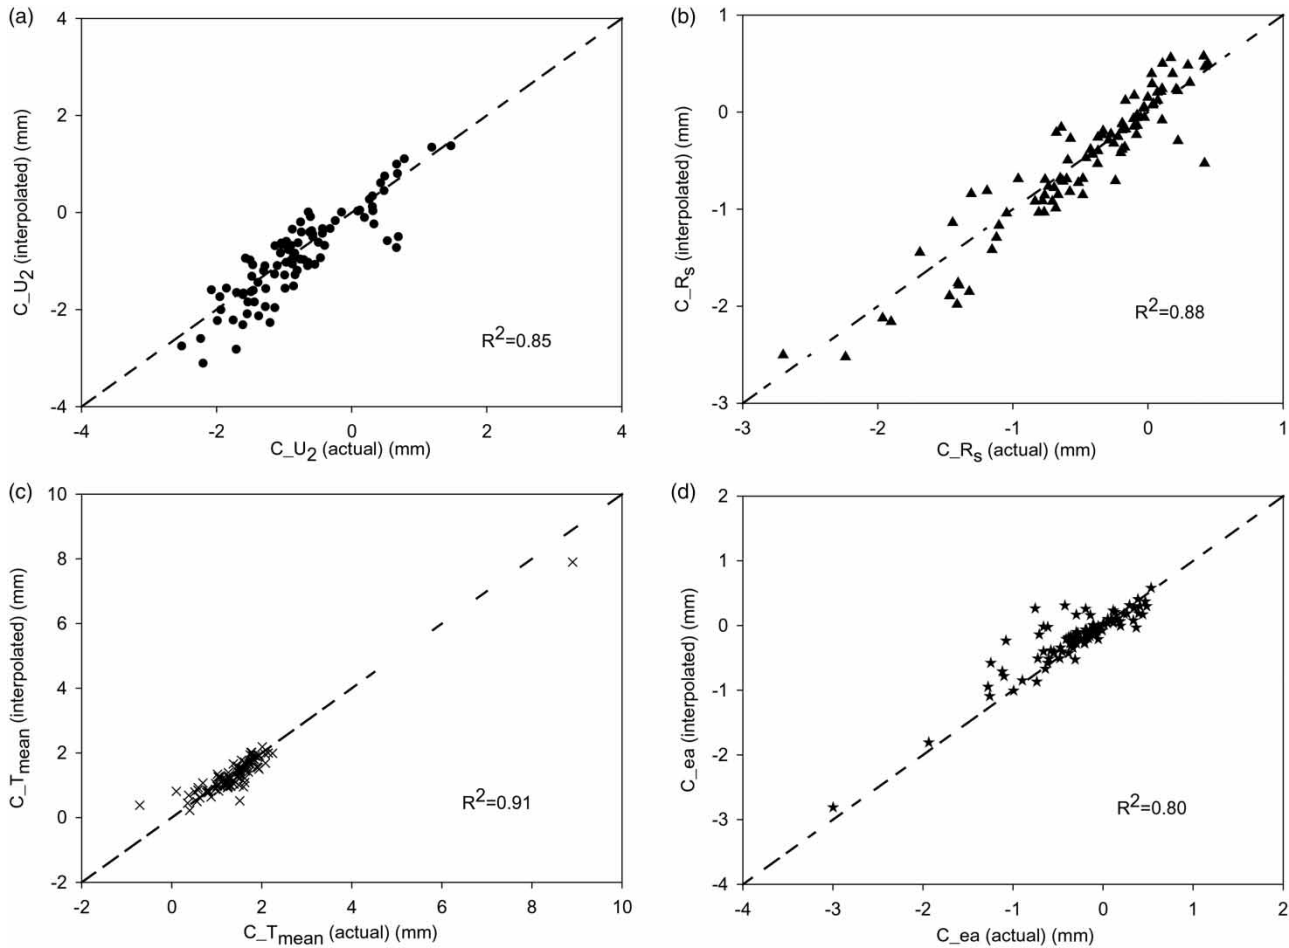 (a)
4
2
0
-2
-4
C_U2 (interpolated) (mm)
R2=0.85
-4 -2 0 2 4
C_U2 (actual) (mm)
(b)
1
0
-1
-2
-3
C_Rs (interpolated) (mm)
R2=0.88
-3 -2 -1 0 1
C_Rs (actual) (mm)
(c)
10
8
6
4
2
0
-2
C_Tmean (interpolated) (mm)
R2=0.91
-2 0 2 4 6 8 10
C_Tmean (actual) (mm)
(d)
2
1
0
-1
-2
-3
-4
C_ea (interpolated) (mm)
R2=0.80
-4 -3 -2 -1 0 1 2
C_ea (actual) (mm)